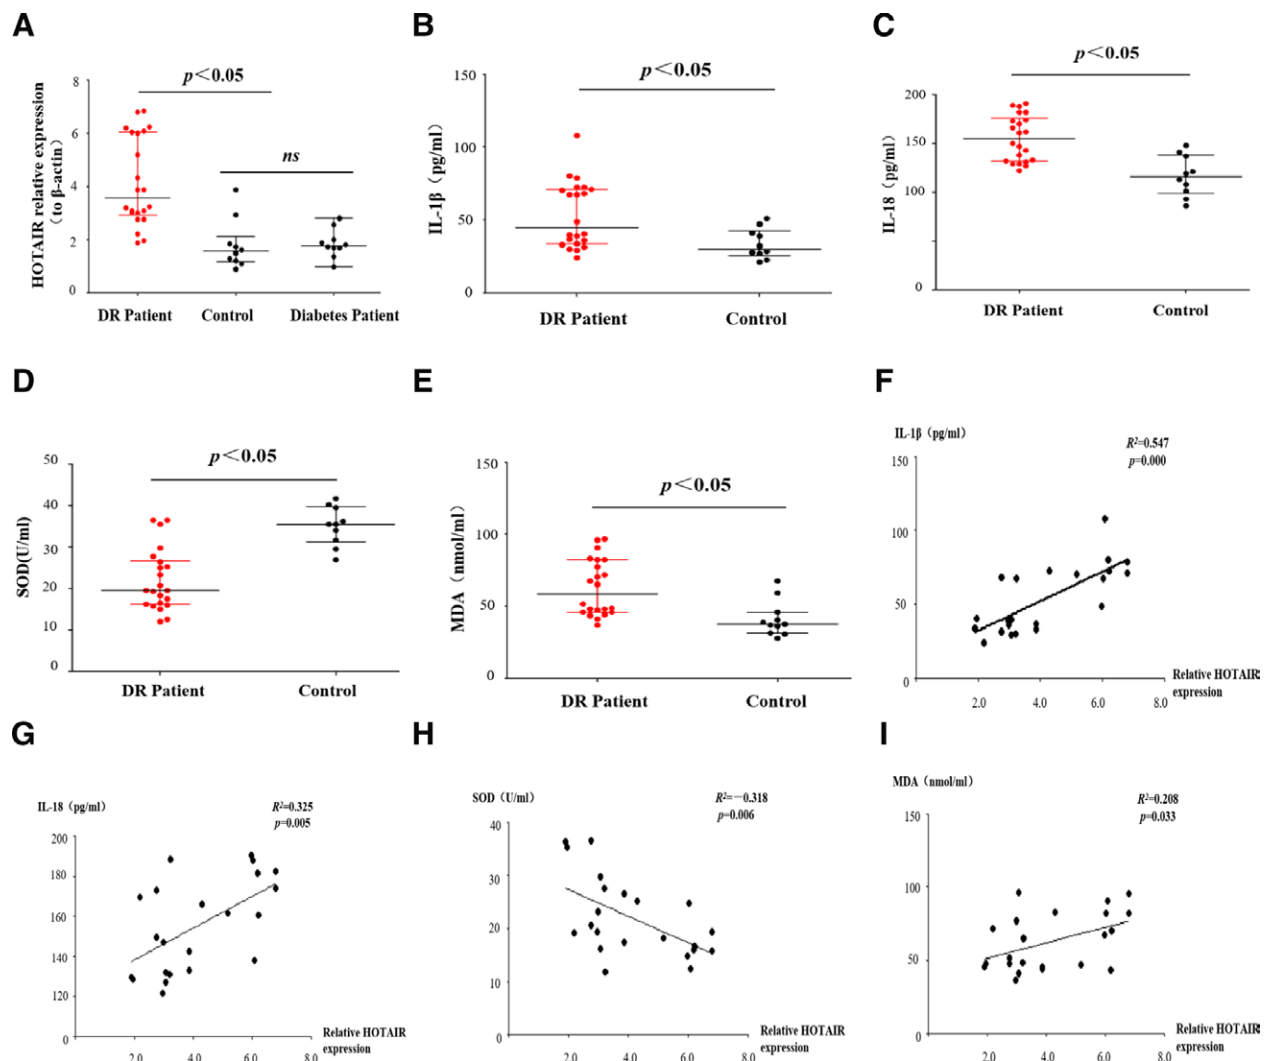 A
HOTAIR relative expression
（to β-actin）
p＜0.05
ns
8
6
4
2
0
DR Patient
Control
Diabetes Patient
B
IL-1β（pg/ml）
p＜0.05
150
100
50
0
DR Patient
Control
C
IL-18（pg/ml）
p＜0.05
200
150
100
0
DR Patient
Control
D
SOD(U/ml)
p＜0.05
50
40
30
20
10
0
DR Patient
Control
E
MDA（nmol/ml）
p＜0.05
150
100
50
0
DR Patient
Control
F
IL-1β（pg/ml）
R²=0.547
p=0.000
150
100
50
0
2.0
4.0
6.0
8.0
Relative HOTAIR
expression
G
IL-18（pg/ml）
R²=0.325
p=0.005
200
180
160
140
120
0
2.0
4.0
6.0
8.0
Relative HOTAIR
expression
H
SOD（U/ml）
R²=−0.318
p=0.006
40
30
20
10
0
2.0
4.0
6.0
8.0
Relative HOTAIR
expression
I
MDA（nmol/ml）
R²=0.208
p=0.033
150
100
50
0
2.0
4.0
6.0
8.0
Relative HOTAIR
expression